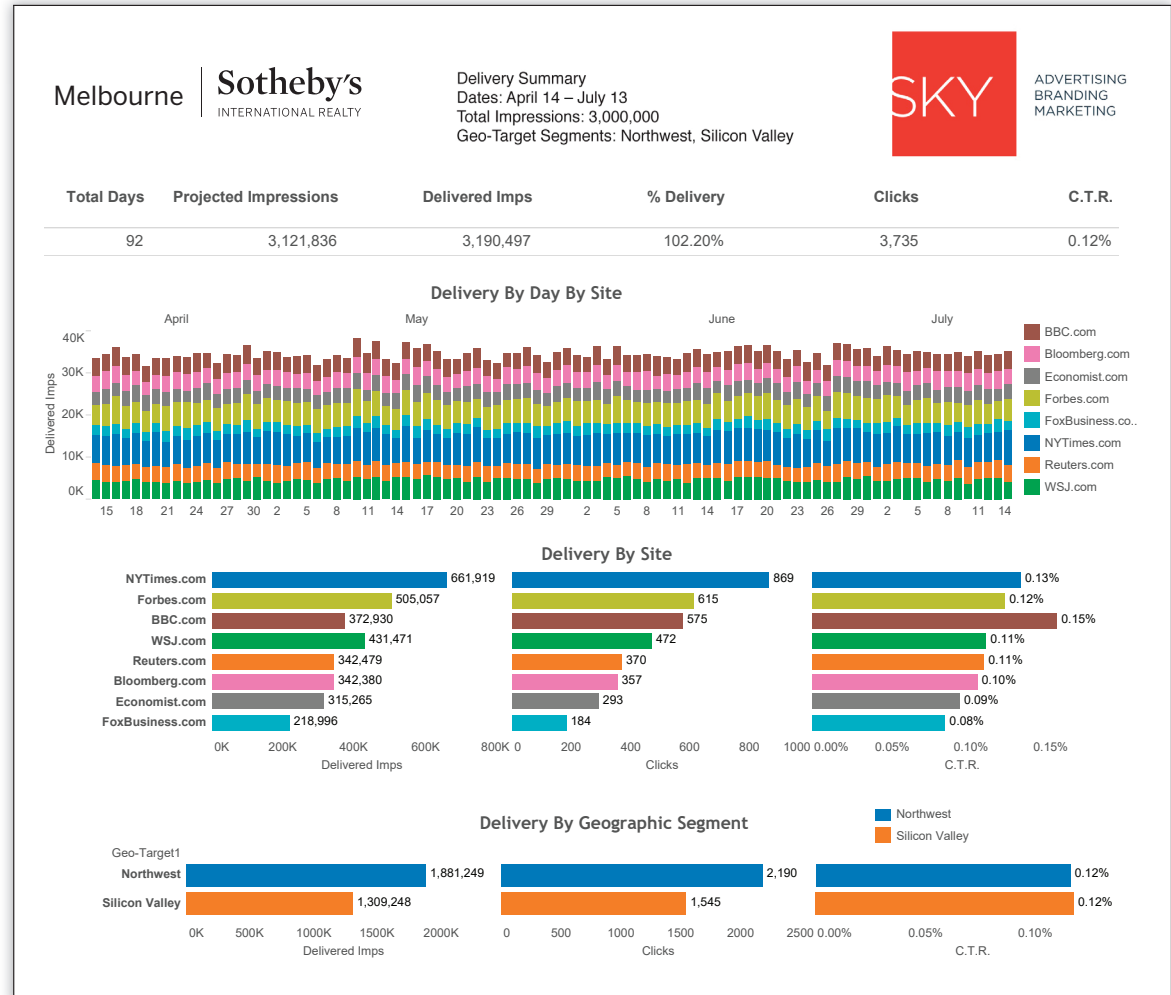 Melbourne
Sotheby's
INTERNATIONAL REALTY
Delivery Summary
Dates: April 14 – July 13
Total Impressions: 3,000,000
Geo-Target Segments: Northwest, Silicon Valley
SKY
ADVERTISING
BRANDING
MARKETING
Total Days Projected Impressions Delivered Imps % Delivery Clicks C.T.R.
92 3,121,836 3,190,497 102.20% 3,735 0.12%
Delivery By Day By Site
April May June July
40K
30K
20K
10K
0K
Delivered Imps
15 18 21 24 27 30 2 5 8 11 14 17 20 23 26 29 2 5 8 11 14 17 20 23 26 29 2 5 8 11 14
BBC.com
Bloomberg.com
Economist.com
Forbes.com
FoxBusiness.co..
NYTimes.com
Reuters.com
WSJ.com
Delivery By Site
NYTimes.com 661,919 869 0.13%
Forbes.com 505,057 615 0.12%
BBC.com 372,930 575 0.15%
WSJ.com 431,471 472 0.11%
Reuters.com 342,479 370 0.11%
Bloomberg.com 342,380 357 0.10%
Economist.com 315,265 293 0.09%
FoxBusiness.com 218,996 184 0.08%
0K 200K 400K 600K 800K 0 200 400 600 800 1000 0.00% 0.05% 0.10% 0.15%
Delivered Imps Clicks C.T.R.
Delivery By Geographic Segment
Northwest
Silicon Valley
Geo-Target1
Northwest 1,881,249 2,190 0.12%
Silicon Valley 1,309,248 1,545 0.12%
0K 500K 1000K 1500K 2000K 0 500 1000 1500 2000 2500 0.00% 0.05% 0.10%
Delivered Imps Clicks C.T.R.